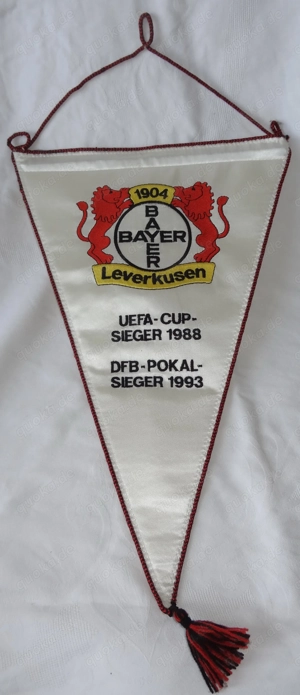 1904
BAYER
BAYER
Leverkusen
UEFA-CUP-
SIEGER 1988
DFB-POKAL-
SIEGER 1993